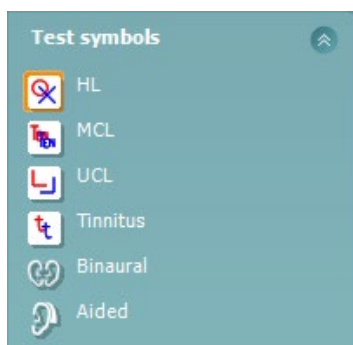 Test symbols
HL
MCL
UCL
Tinnitus
Binaural
Aided